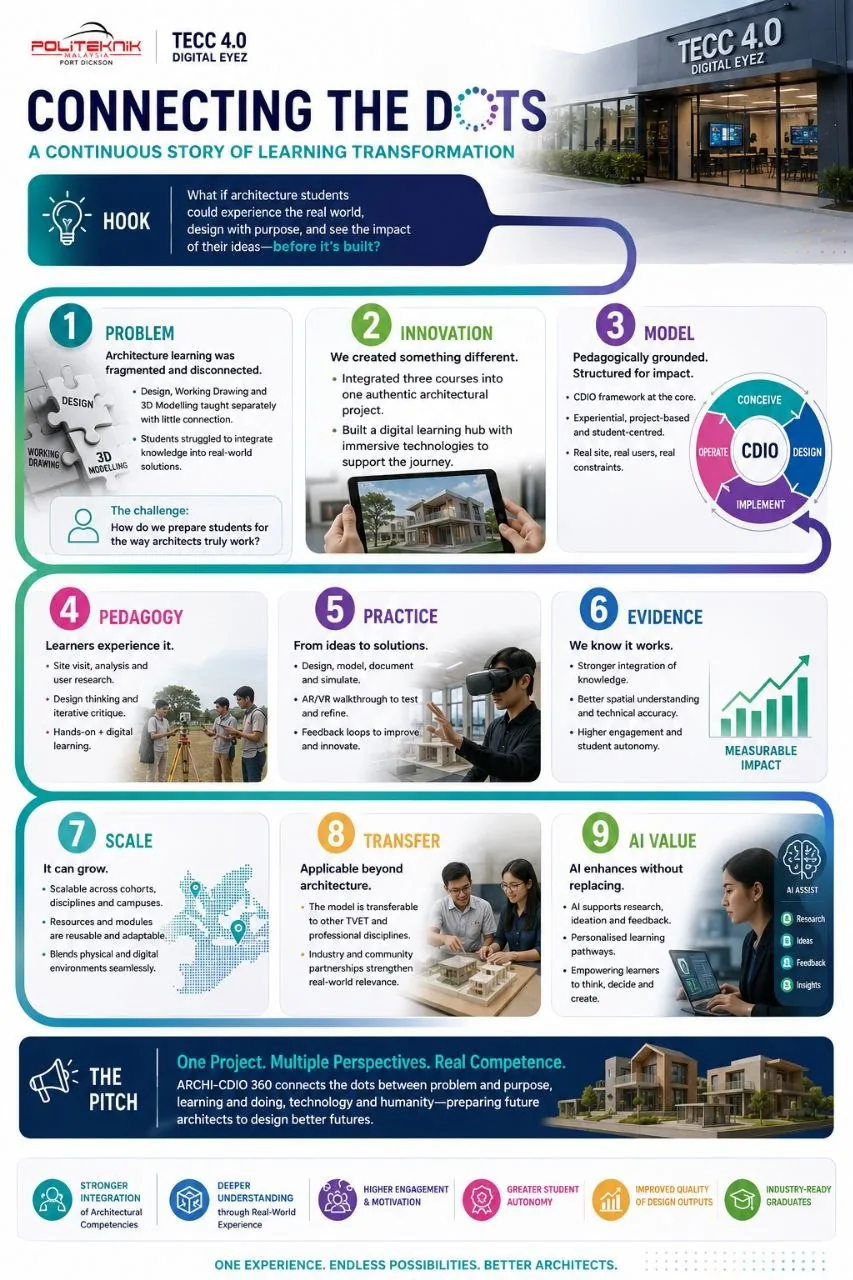 POLITEKNIK
MALAYSIA
PORT DICKSON
TECC 4.0
DIGITAL EYEZ
TECC 4.0
DIGITAL EYEZ
CONNECTING THE DOTS
A CONTINUOUS STORY OF LEARNING TRANSFORMATION
HOOK
What if architecture students
could experience the real world,
design with purpose, and see the impact
of their ideas—before it's built?
1 PROBLEM
Architecture learning was
fragmented and disconnected.
DESIGN
WORKING
DRAWING
3D
MODELLING
• Design, Working Drawing and
3D Modelling taught separately
with little connection.
• Students struggled to integrate
knowledge into real-world
solutions.
The challenge:
How do we prepare students for
the way architects truly work?
2 INNOVATION
We created something different.
• Integrated three courses into
one authentic architectural
project.
• Built a digital learning hub with
immersive technologies to
support the journey.
3 MODEL
Pedagogically grounded.
Structured for impact.
• CDIO framework at the core.
• Experiential, project-based
and student-centred.
• Real site, real users, real
constraints.
CONCEIVE
OPERATE
CDIO
DESIGN
IMPLEMENT
4 PEDAGOGY
Learners experience it.
• Site visit, analysis and
user research.
• Design thinking and
iterative critique.
• Hands-on + digital
learning.
5 PRACTICE
From ideas to solutions.
• Design, model, document
and simulate.
• AR/VR walkthrough to test
and refine.
• Feedback loops to improve
and innovate.
6 EVIDENCE
We know it works.
• Stronger integration of
knowledge.
• Better spatial understanding
and technical accuracy.
• Higher engagement and
student autonomy.
MEASURABLE
IMPACT
7 SCALE
It can grow.
• Scalable across cohorts,
disciplines and campuses.
• Resources and modules
are reusable and adaptable.
• Blends physical and digital
environments seamlessly.
8 TRANSFER
Applicable beyond
architecture.
• The model is transferable
to other TVET and
professional disciplines.
• Industry and community
partnerships strengthen
real-world relevance.
9 AI VALUE
AI enhances without
replacing.
• AI supports research,
ideation and feedback.
• Personalised learning
pathways.
• Empowering learners
to think, decide and
create.
AI ASSIST
Research
Ideas
Feedback
Insights
THE
PITCH
One Project. Multiple Perspectives. Real Competence.
ARCHI-CDIO 360 connects the dots between problem and purpose,
learning and doing, technology and humanity—preparing future
architects to design better futures.
STRONGER
INTEGRATION
of Architectural
Competencies
DEEPER
UNDERSTANDING
through Real-World
Experience
HIGHER ENGAGEMENT
& MOTIVATION
GREATER STUDENT
AUTONOMY
IMPROVED QUALITY
OF DESIGN OUTPUTS
INDUSTRY-READY
GRADUATES
ONE EXPERIENCE. ENDLESS POSSIBILITIES. BETTER ARCHITECTS.